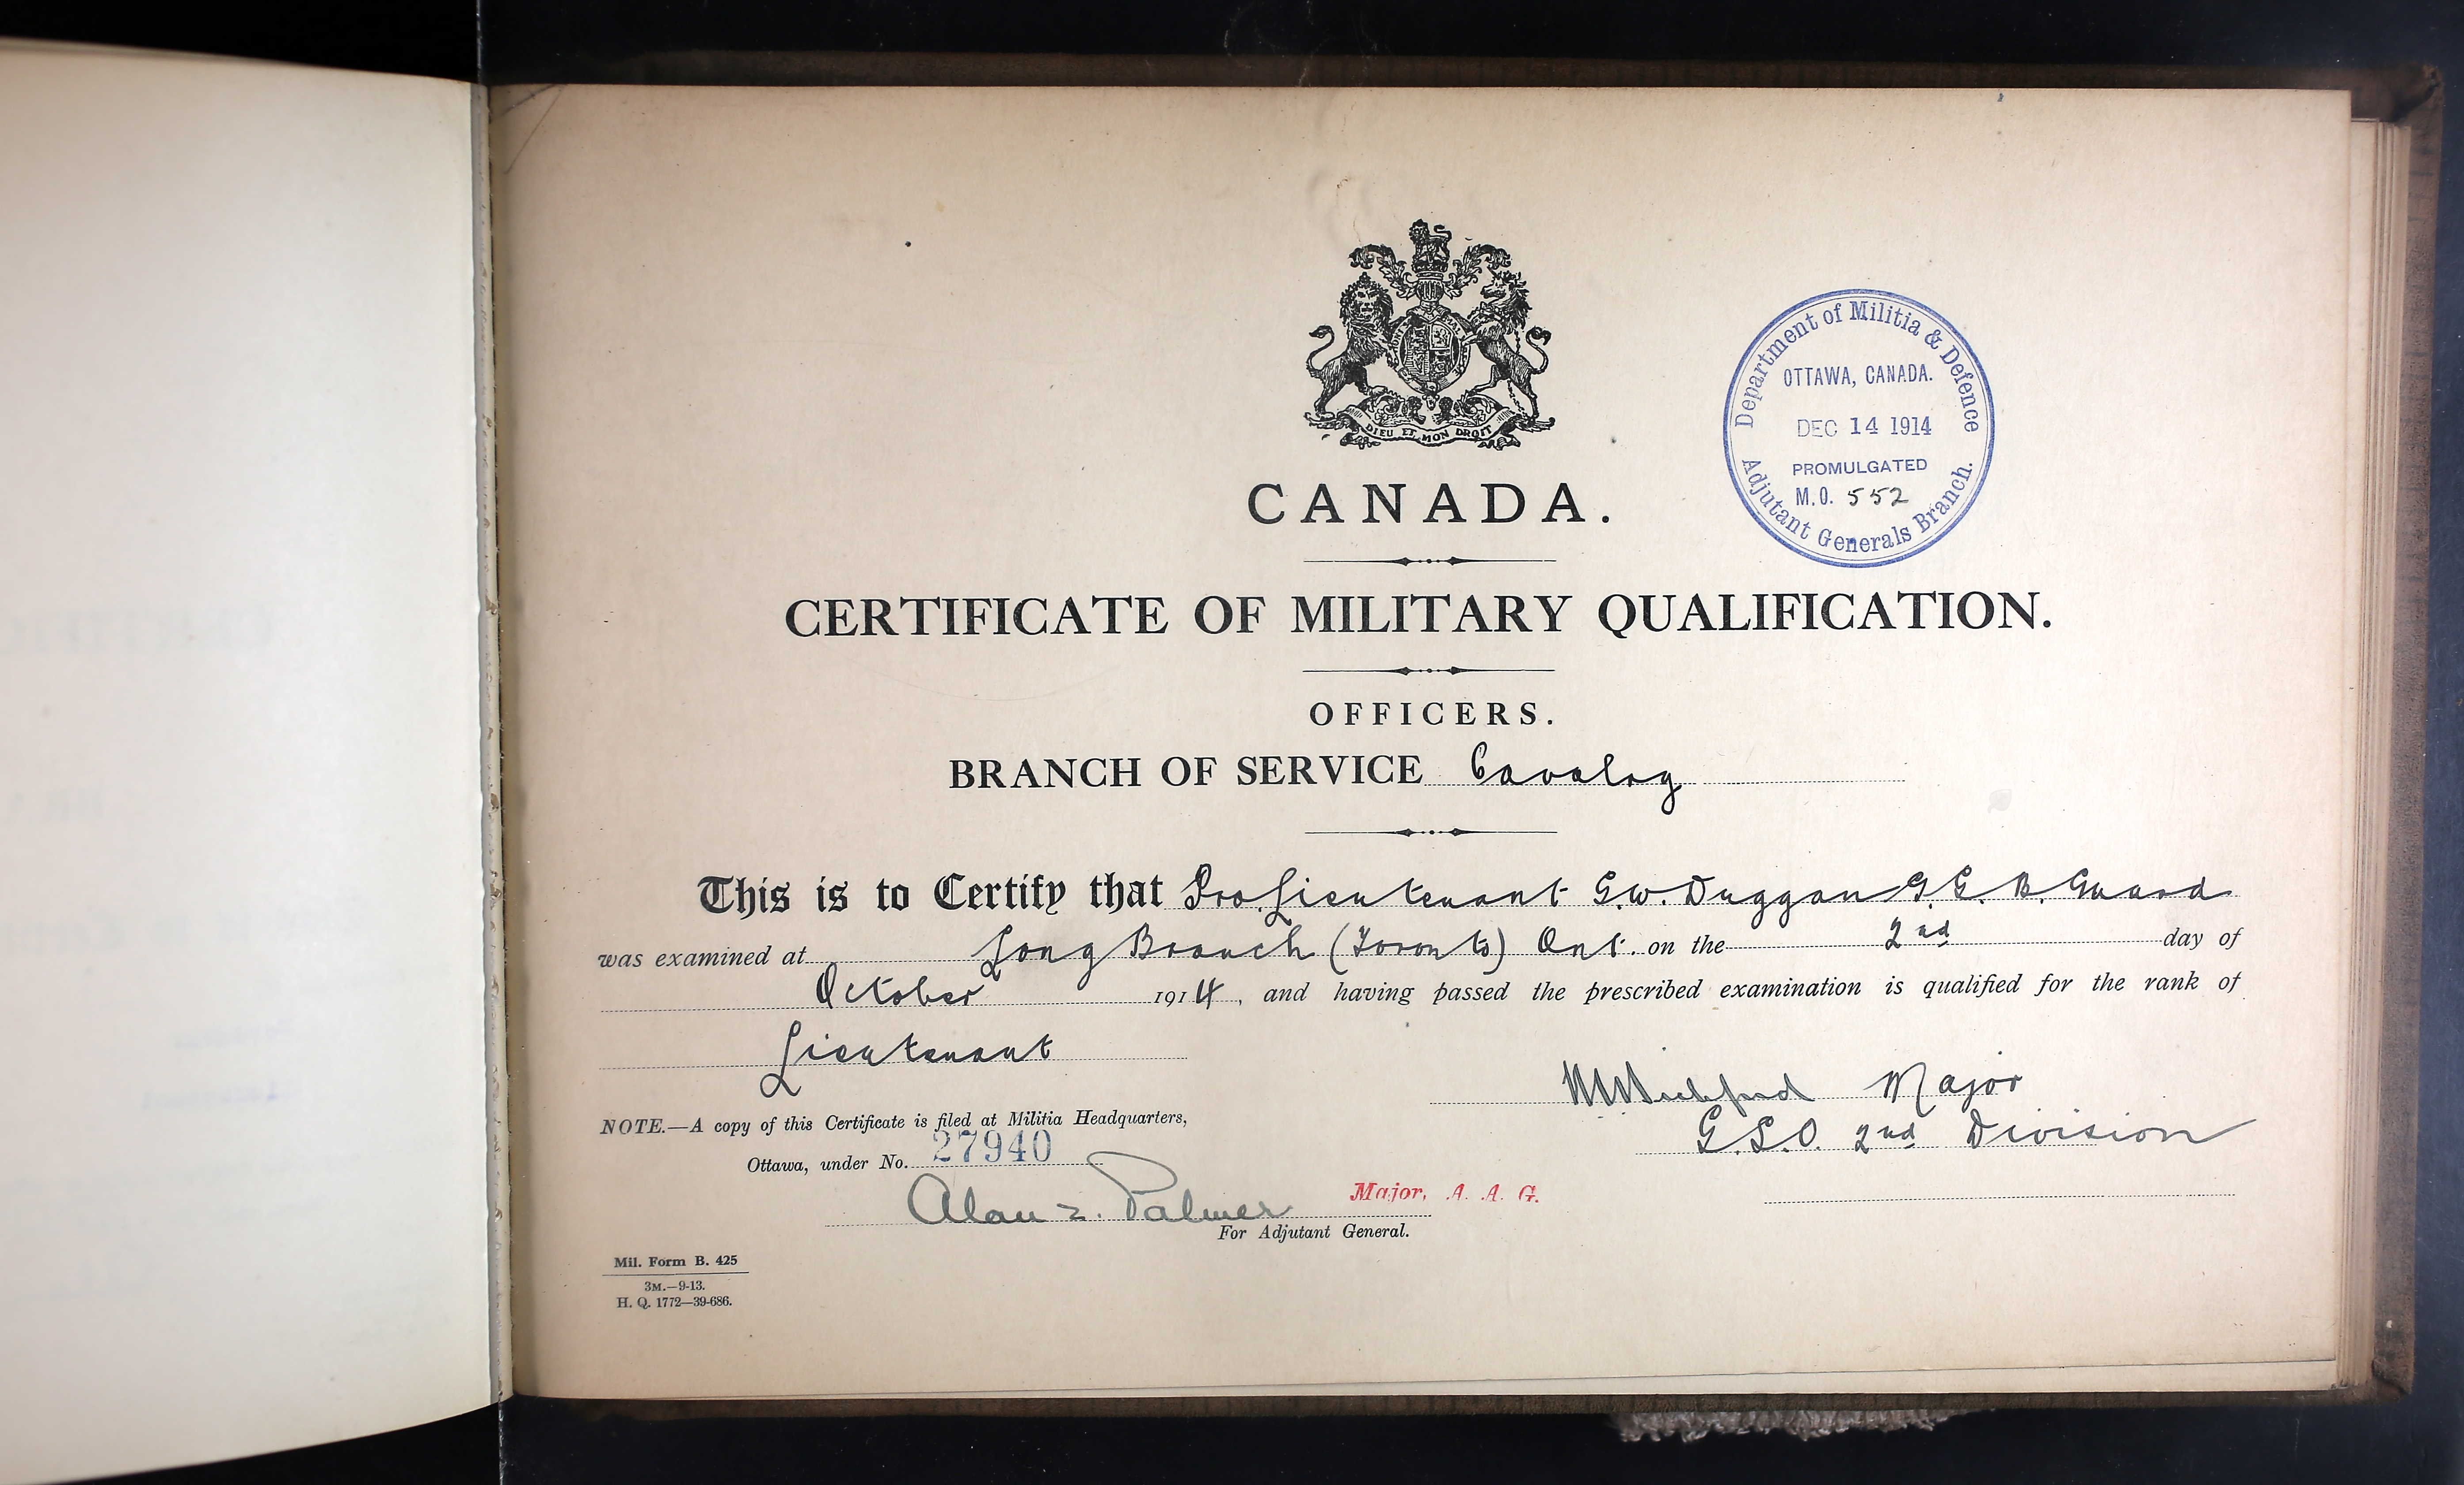 DIEU ET MON DROIT
Department of Militia & Defence
OTTAWA, CANADA.
DEC 14 1914
PROMULGATED
M.O. 552
Adjutant Generals Branch.
CANADA.
CERTIFICATE OF MILITARY QUALIFICATION.
OFFICERS.
BRANCH OF SERVICE Cavalry
This is to Certify that Pro. Lieutenant G.W. Duggan G.G.B. Guard
was examined at Long Branch (Toronto) Ont. on the 2nd day of
October 1914, and having passed the prescribed examination is qualified for the rank of
Lieutenant
Major
G.S.O. 2nd Division
NOTE.—A copy of this Certificate is filed at Militia Headquarters,
Ottawa, under No. 27940
Alan Z. Palmer Major, A. A. G.
For Adjutant General.
Mil. Form B. 425
3M.—9-13.
H. Q. 1772—39-686.